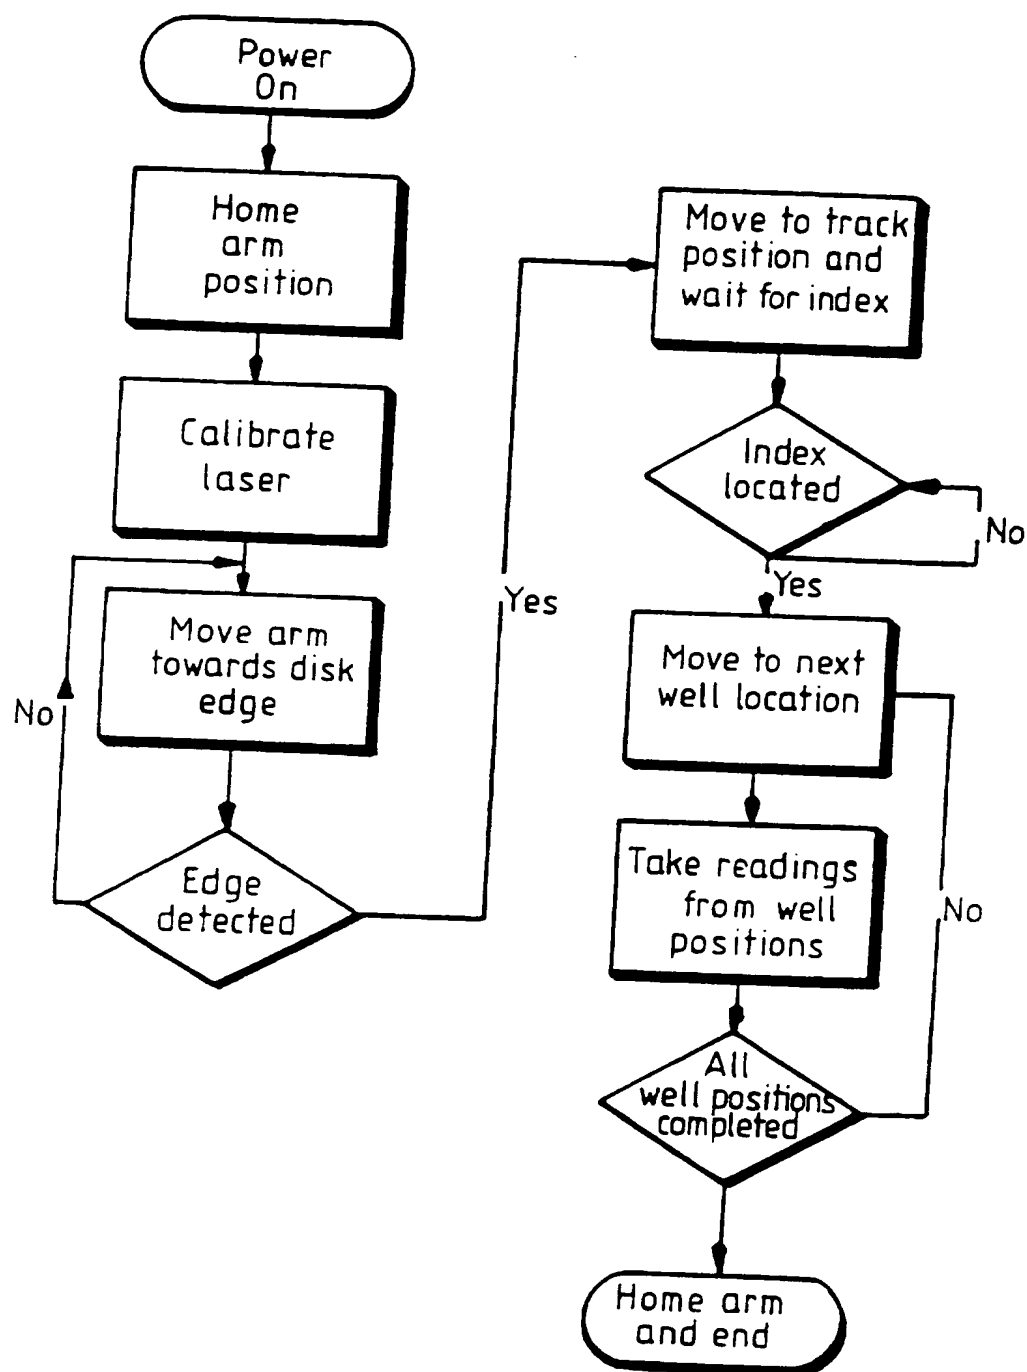 Power
On
Home
arm
position
Calibrate
laser
Move arm
towards disk
edge
No
Edge
detected
Yes
Move to track
position and
wait for index
Index
located
No
Yes
Move to next
well location
Take readings
from well
positions
No
All
well positions
completed
Home arm
and end